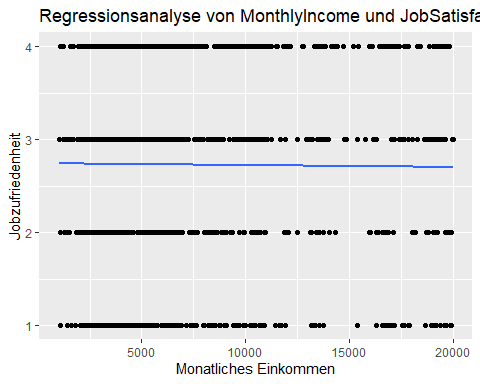 Regressionsanalyse von MonthlyIncome und JobSatisfa
4
3
2
1
Jobzufriedenheit
5000 10000 15000 20000
Monatliches Einkommen